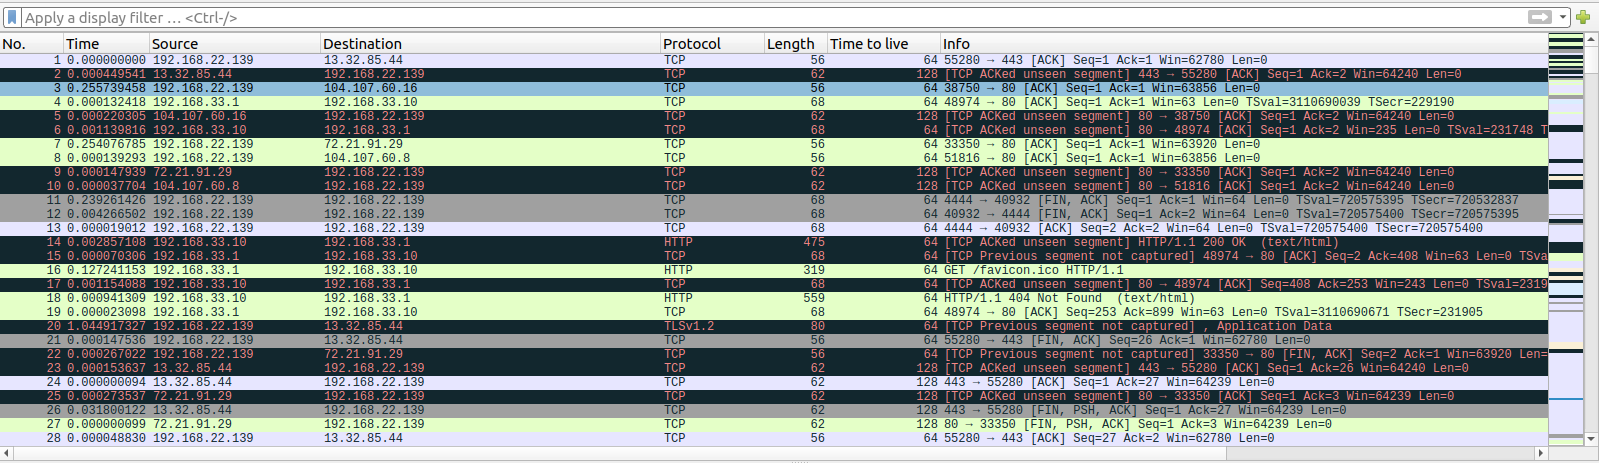 Apply a display filter … <Ctrl-/>
No. Time Source Destination Protocol Length Time to live Info
1 0.000000000 192.168.22.139 13.32.85.44 TCP 56 64 55280 → 443 [ACK] Seq=1 Ack=1 Win=62780 Len=0
2 0.000449541 13.32.85.44 192.168.22.139 TCP 62 128 [TCP ACKed unseen segment] 443 → 55280 [ACK] Seq=1 Ack=2 Win=64240 Len=0
3 0.255739458 192.168.22.139 104.107.60.16 TCP 56 64 38750 → 80 [ACK] Seq=1 Ack=1 Win=63856 Len=0
4 0.000132418 192.168.33.1 192.168.33.10 TCP 68 64 48974 → 80 [ACK] Seq=1 Ack=1 Win=63 Len=0 TSval=3110690039 TSecr=229190
5 0.000220305 104.107.60.16 192.168.22.139 TCP 62 128 [TCP ACKed unseen segment] 80 → 38750 [ACK] Seq=1 Ack=2 Win=64240 Len=0
6 0.001139816 192.168.33.10 192.168.33.1 TCP 68 64 [TCP ACKed unseen segment] 80 → 48974 [ACK] Seq=1 Ack=2 Win=235 Len=0 TSval=231748 T
7 0.254076785 192.168.22.139 72.21.91.29 TCP 56 64 33350 → 80 [ACK] Seq=1 Ack=1 Win=63920 Len=0
8 0.000139293 192.168.22.139 104.107.60.8 TCP 56 64 51816 → 80 [ACK] Seq=1 Ack=1 Win=63856 Len=0
9 0.000147939 72.21.91.29 192.168.22.139 TCP 62 128 [TCP ACKed unseen segment] 80 → 33350 [ACK] Seq=1 Ack=2 Win=64240 Len=0
10 0.000037704 104.107.60.8 192.168.22.139 TCP 62 128 [TCP ACKed unseen segment] 80 → 51816 [ACK] Seq=1 Ack=2 Win=64240 Len=0
11 0.239261426 192.168.22.139 192.168.22.139 TCP 68 64 4444 → 40932 [FIN, ACK] Seq=1 Ack=1 Win=64 Len=0 TSval=720575395 TSecr=720532837
12 0.004266502 192.168.22.139 192.168.22.139 TCP 68 64 40932 → 4444 [FIN, ACK] Seq=1 Ack=2 Win=64 Len=0 TSval=720575400 TSecr=720575395
13 0.000019012 192.168.22.139 192.168.22.139 TCP 68 64 4444 → 40932 [ACK] Seq=2 Ack=2 Win=64 Len=0 TSval=720575400 TSecr=720575400
14 0.002857108 192.168.33.10 192.168.33.1 HTTP 475 64 [TCP ACKed unseen segment] HTTP/1.1 200 OK (text/html)
15 0.000070306 192.168.33.1 192.168.33.10 TCP 68 64 [TCP Previous segment not captured] 48974 → 80 [ACK] Seq=2 Ack=408 Win=63 Len=0 TSva
16 0.127241153 192.168.33.1 192.168.33.10 HTTP 319 64 GET /favicon.ico HTTP/1.1
17 0.001154088 192.168.33.10 192.168.33.1 TCP 68 64 [TCP ACKed unseen segment] 80 → 48974 [ACK] Seq=408 Ack=253 Win=243 Len=0 TSval=2319
18 0.000941309 192.168.33.10 192.168.33.1 HTTP 559 64 HTTP/1.1 404 Not Found (text/html)
19 0.000023098 192.168.33.1 192.168.33.10 TCP 68 64 48974 → 80 [ACK] Seq=253 Ack=899 Win=63 Len=0 TSval=3110690671 TSecr=231905
20 1.044917327 192.168.22.139 13.32.85.44 TLSv1.2 80 64 [TCP Previous segment not captured] , Application Data
21 0.000147536 192.168.22.139 13.32.85.44 TCP 56 64 55280 → 443 [FIN, ACK] Seq=26 Ack=1 Win=62780 Len=0
22 0.000267022 192.168.22.139 72.21.91.29 TCP 56 64 [TCP Previous segment not captured] 33350 → 80 [FIN, ACK] Seq=2 Ack=1 Win=63920 Len=
23 0.000153637 13.32.85.44 192.168.22.139 TCP 62 128 [TCP ACKed unseen segment] 443 → 55280 [ACK] Seq=1 Ack=26 Win=64240 Len=0
24 0.000000094 13.32.85.44 192.168.22.139 TCP 62 128 443 → 55280 [ACK] Seq=1 Ack=27 Win=64239 Len=0
25 0.000273537 72.21.91.29 192.168.22.139 TCP 62 128 [TCP ACKed unseen segment] 80 → 33350 [ACK] Seq=1 Ack=3 Win=64239 Len=0
26 0.031800122 13.32.85.44 192.168.22.139 TCP 62 128 443 → 55280 [FIN, PSH, ACK] Seq=1 Ack=27 Win=64239 Len=0
27 0.000000099 72.21.91.29 192.168.22.139 TCP 62 128 80 → 33350 [FIN, PSH, ACK] Seq=1 Ack=3 Win=64239 Len=0
28 0.000048830 192.168.22.139 13.32.85.44 TCP 56 64 55280 → 443 [ACK] Seq=27 Ack=2 Win=62780 Len=0